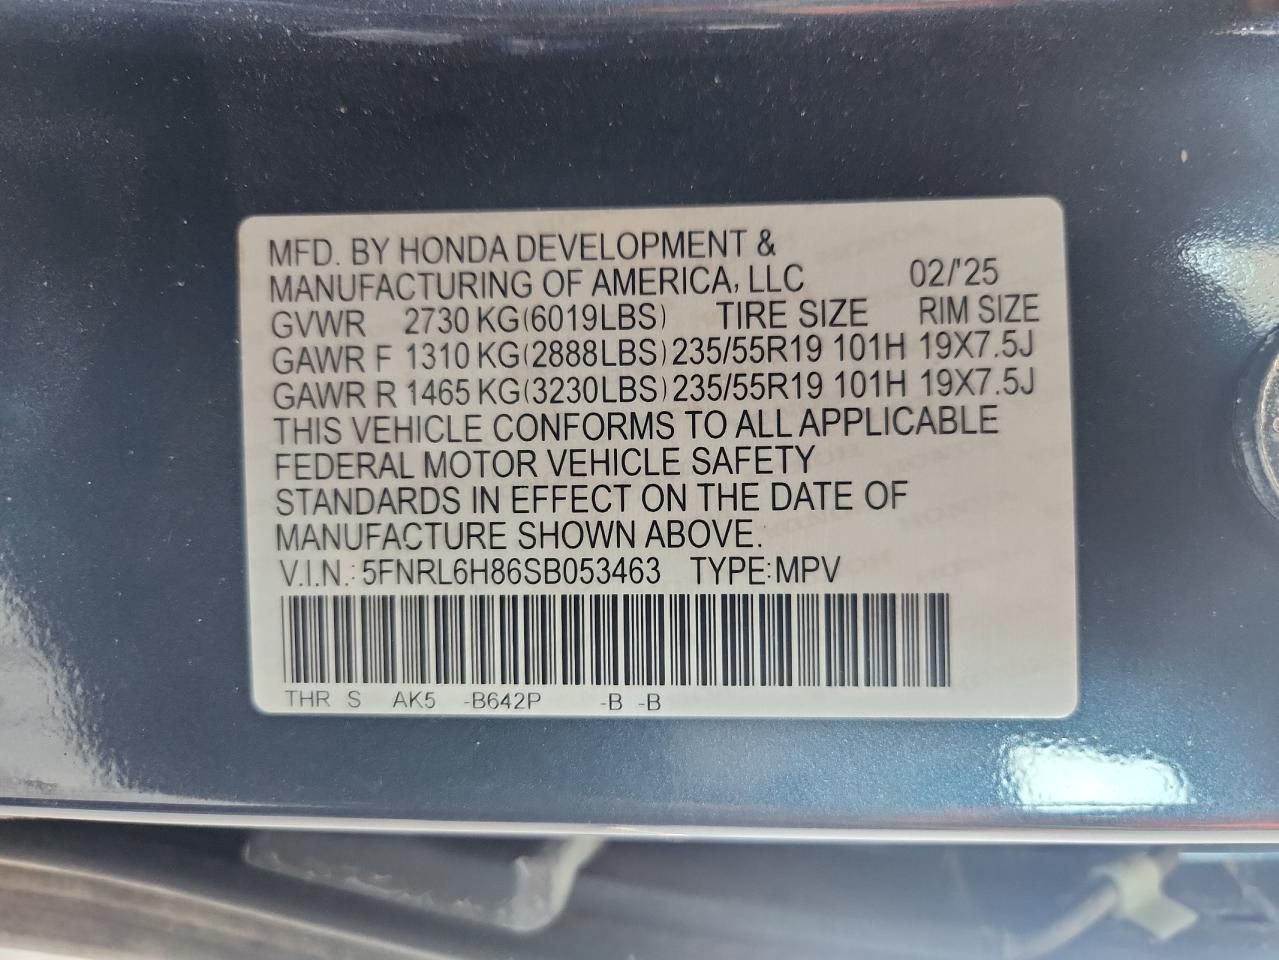 MFD. BY HONDA DEVELOPMENT &
MANUFACTURING OF AMERICA, LLC 02/'25
GVWR 2730 KG(6019LBS) TIRE SIZE RIM SIZE
GAWR F 1310 KG(2888LBS) 235/55R19 101H 19X7.5J
GAWR R 1465 KG(3230LBS) 235/55R19 101H 19X7.5J
THIS VEHICLE CONFORMS TO ALL APPLICABLE
FEDERAL MOTOR VEHICLE SAFETY
STANDARDS IN EFFECT ON THE DATE OF
MANUFACTURE SHOWN ABOVE.
V.I.N.: 5FNRL6H86SB053463 TYPE:MPV
THR S AK5 -B642P -B -B